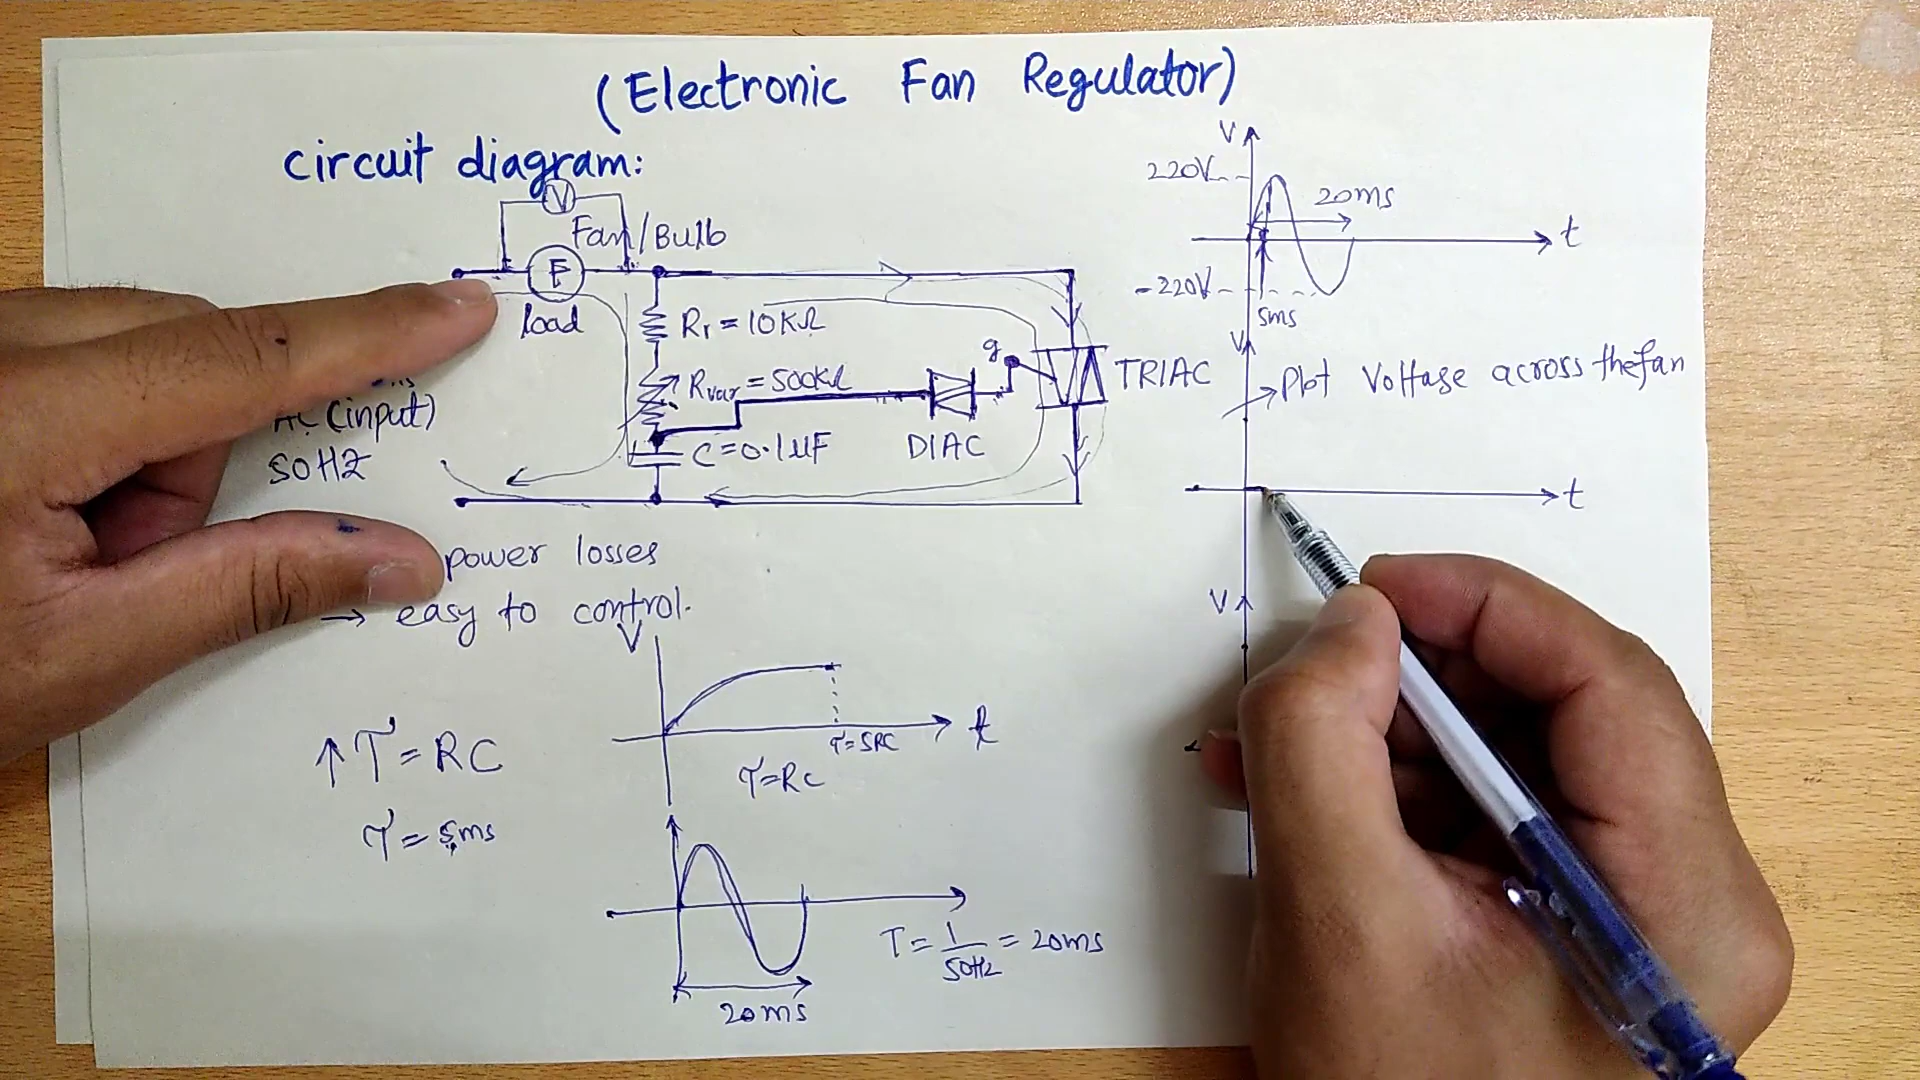 (Electronic Fan Regulator)
Circuit diagram:
V
Fan/Bulb
F
load
R1 = 10KΩ
Rvar = 500KΩ
C = 0.1μF
g
DIAC
TRIAC
AC (input)
50HZ
power losses
→ easy to control.
↑ τ = RC
τ = 5ms
V
t
τ=5RC
τ=RC
20ms
T = 1/50Hz = 20ms
V
220V
20ms
t
-220V
5ms
V
Plot Voltage across the fan
t
V